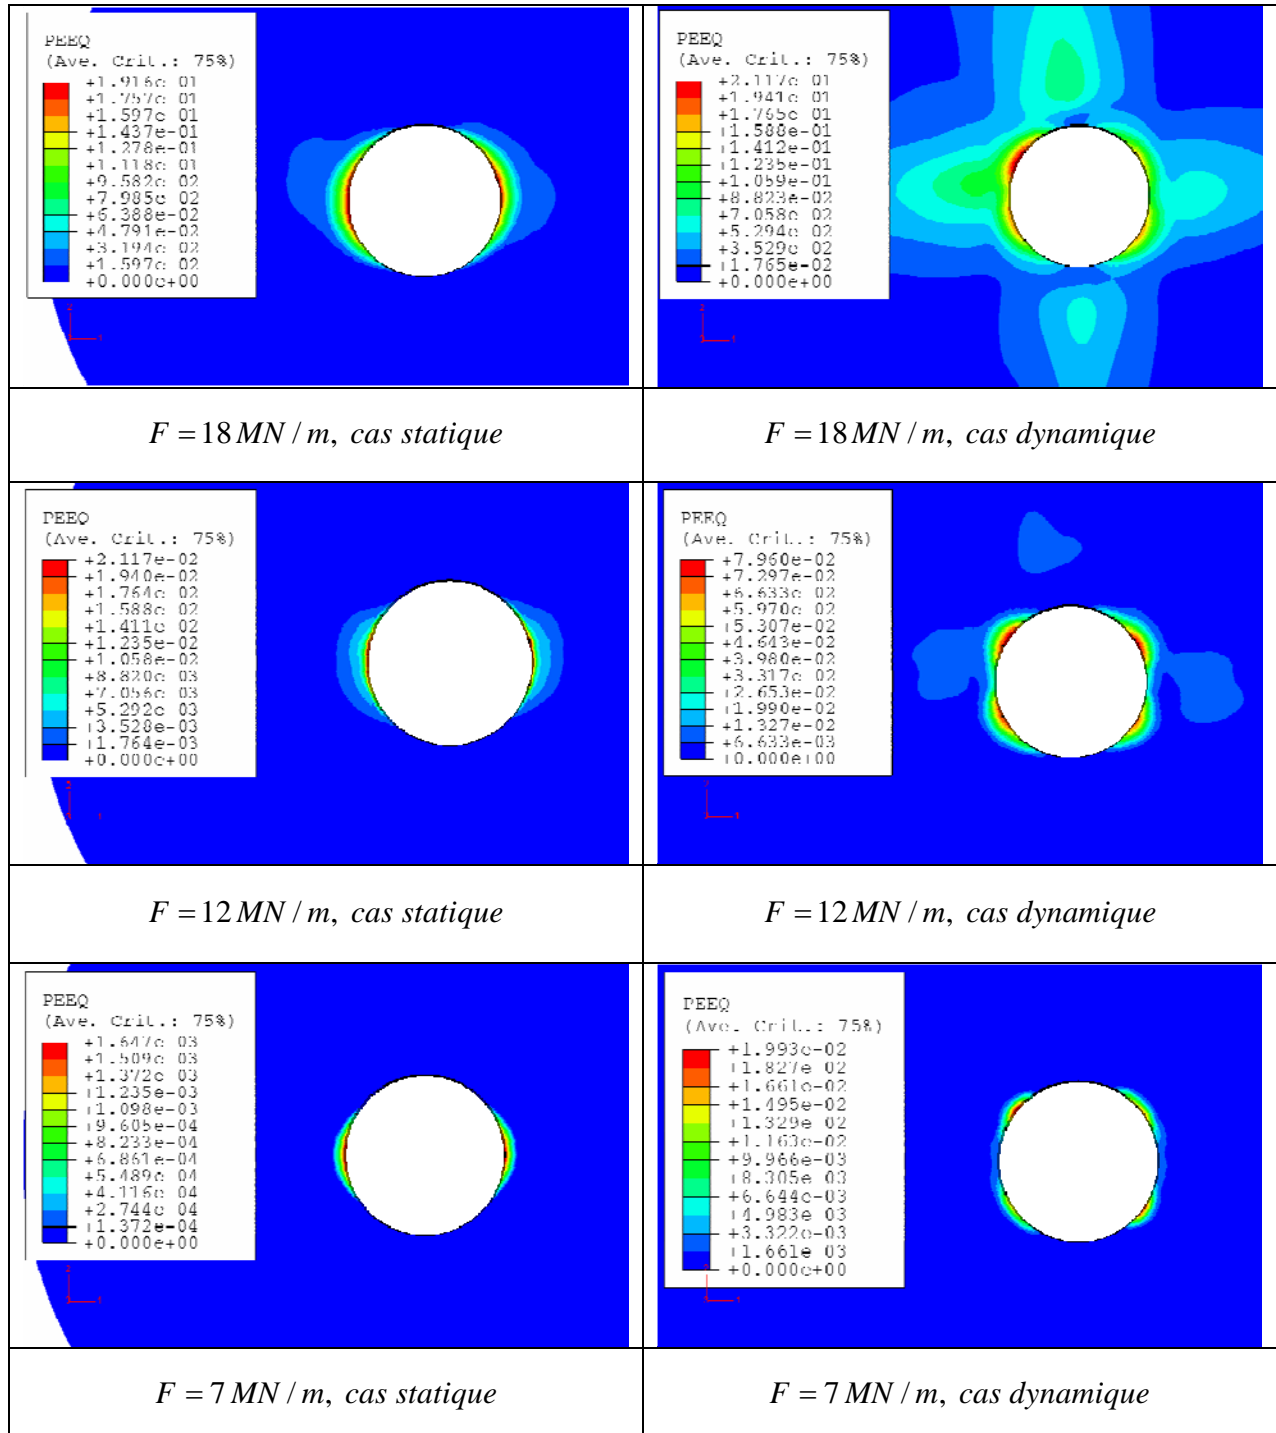 PEEQ
(Ave. Crit.: 75%)
+1.916e-01
+1.757e-01
+1.597e-01
+1.437e-01
+1.278e-01
+1.118e-01
+9.582e-02
+7.985e-02
+6.388e-02
+4.791e-02
+3.194e-02
+1.597e-02
+0.000e+00
2
1
PEEQ
(Ave. Crit.: 75%)
+2.117e-01
+1.941e-01
+1.765e-01
+1.588e-01
+1.412e-01
+1.235e-01
+1.059e-01
+8.823e-02
+7.058e-02
+5.294e-02
+3.529e-02
+1.765e-02
+0.000e+00
2
1
F = 18 MN / m, cas statique
F = 18 MN / m, cas dynamique
PEEQ
(Ave. Crit.: 75%)
+2.117e-02
+1.940e-02
+1.764e-02
+1.588e-02
+1.411e-02
+1.235e-02
+1.058e-02
+8.820e-03
+7.056e-03
+5.292e-03
+3.528e-03
+1.764e-03
+0.000e+00
2
1
PEEQ
(Ave. Crit.: 75%)
+7.960e-02
+7.297e-02
+6.633e-02
+5.970e-02
+5.307e-02
+4.643e-02
+3.980e-02
+3.317e-02
+2.653e-02
+1.990e-02
+1.327e-02
+6.633e-03
+0.000e+00
2
1
F = 12 MN / m, cas statique
F = 12 MN / m, cas dynamique
PEEQ
(Ave. Crit.: 75%)
+1.647e-03
+1.509e-03
+1.372e-03
+1.235e-03
+1.098e-03
+9.605e-04
+8.233e-04
+6.861e-04
+5.489e-04
+4.116e-04
+2.744e-04
+1.372e-04
+0.000e+00
2
3 1
PEEQ
(Ave. Crit.: 75%)
+1.993e-02
+1.827e-02
+1.661e-02
+1.495e-02
+1.329e-02
+1.163e-02
+9.966e-03
+8.305e-03
+6.644e-03
+4.983e-03
+3.322e-03
+1.661e-03
+0.000e+00
2
1
F = 7 MN / m, cas statique
F = 7 MN / m, cas dynamique